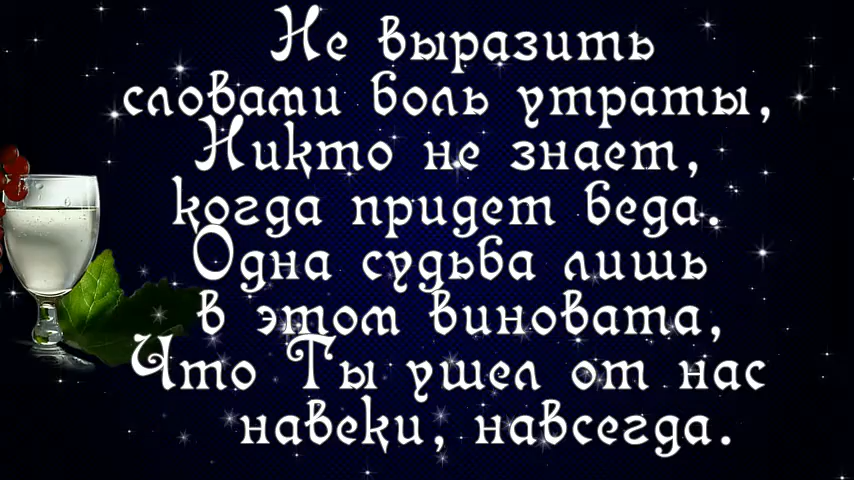 Не выразить
словами боль утраты,
Никто не знает,
когда придет беда.
Одна судьба лишь
в этом виновата,
Что Ты ушел от нас
навеки, навсегда.